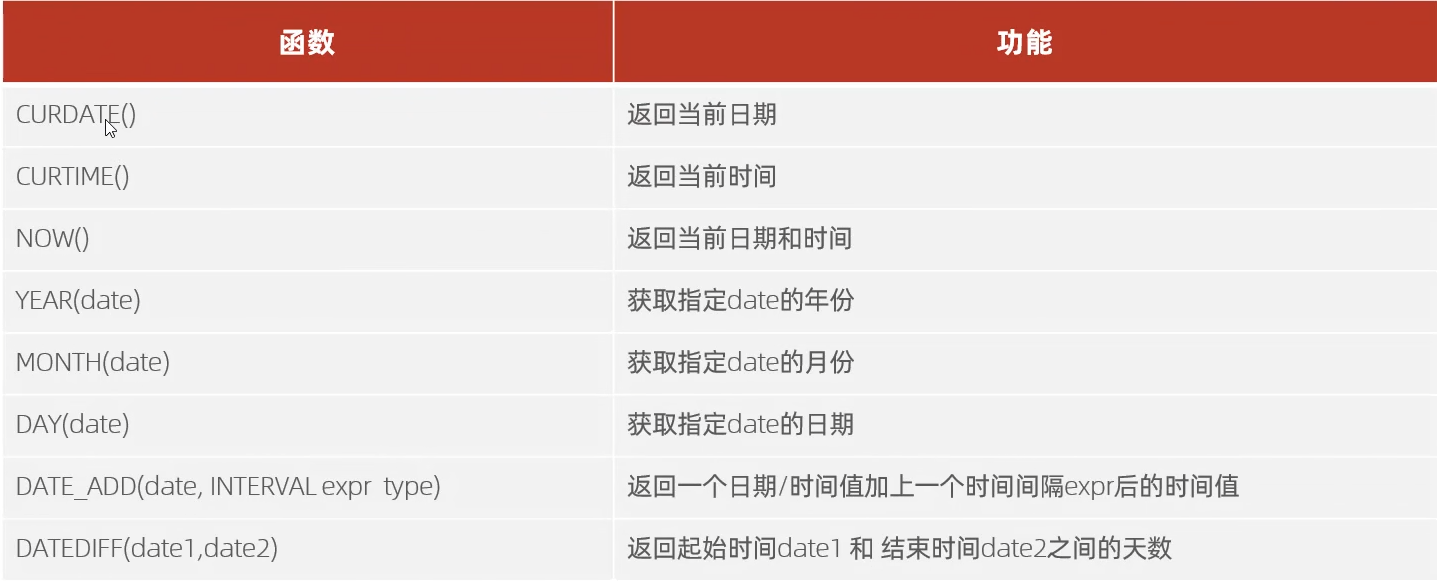 函数 功能
CURDATE() 返回当前日期
CURTIME() 返回当前时间
NOW() 返回当前日期和时间
YEAR(date) 获取指定date的年份
MONTH(date) 获取指定date的月份
DAY(date) 获取指定date的日期
DATE_ADD(date, INTERVAL expr type) 返回一个日期/时间值加上一个时间间隔expr后的时间值
DATEDIFF(date1,date2) 返回起始时间date1 和 结束时间date2之间的天数